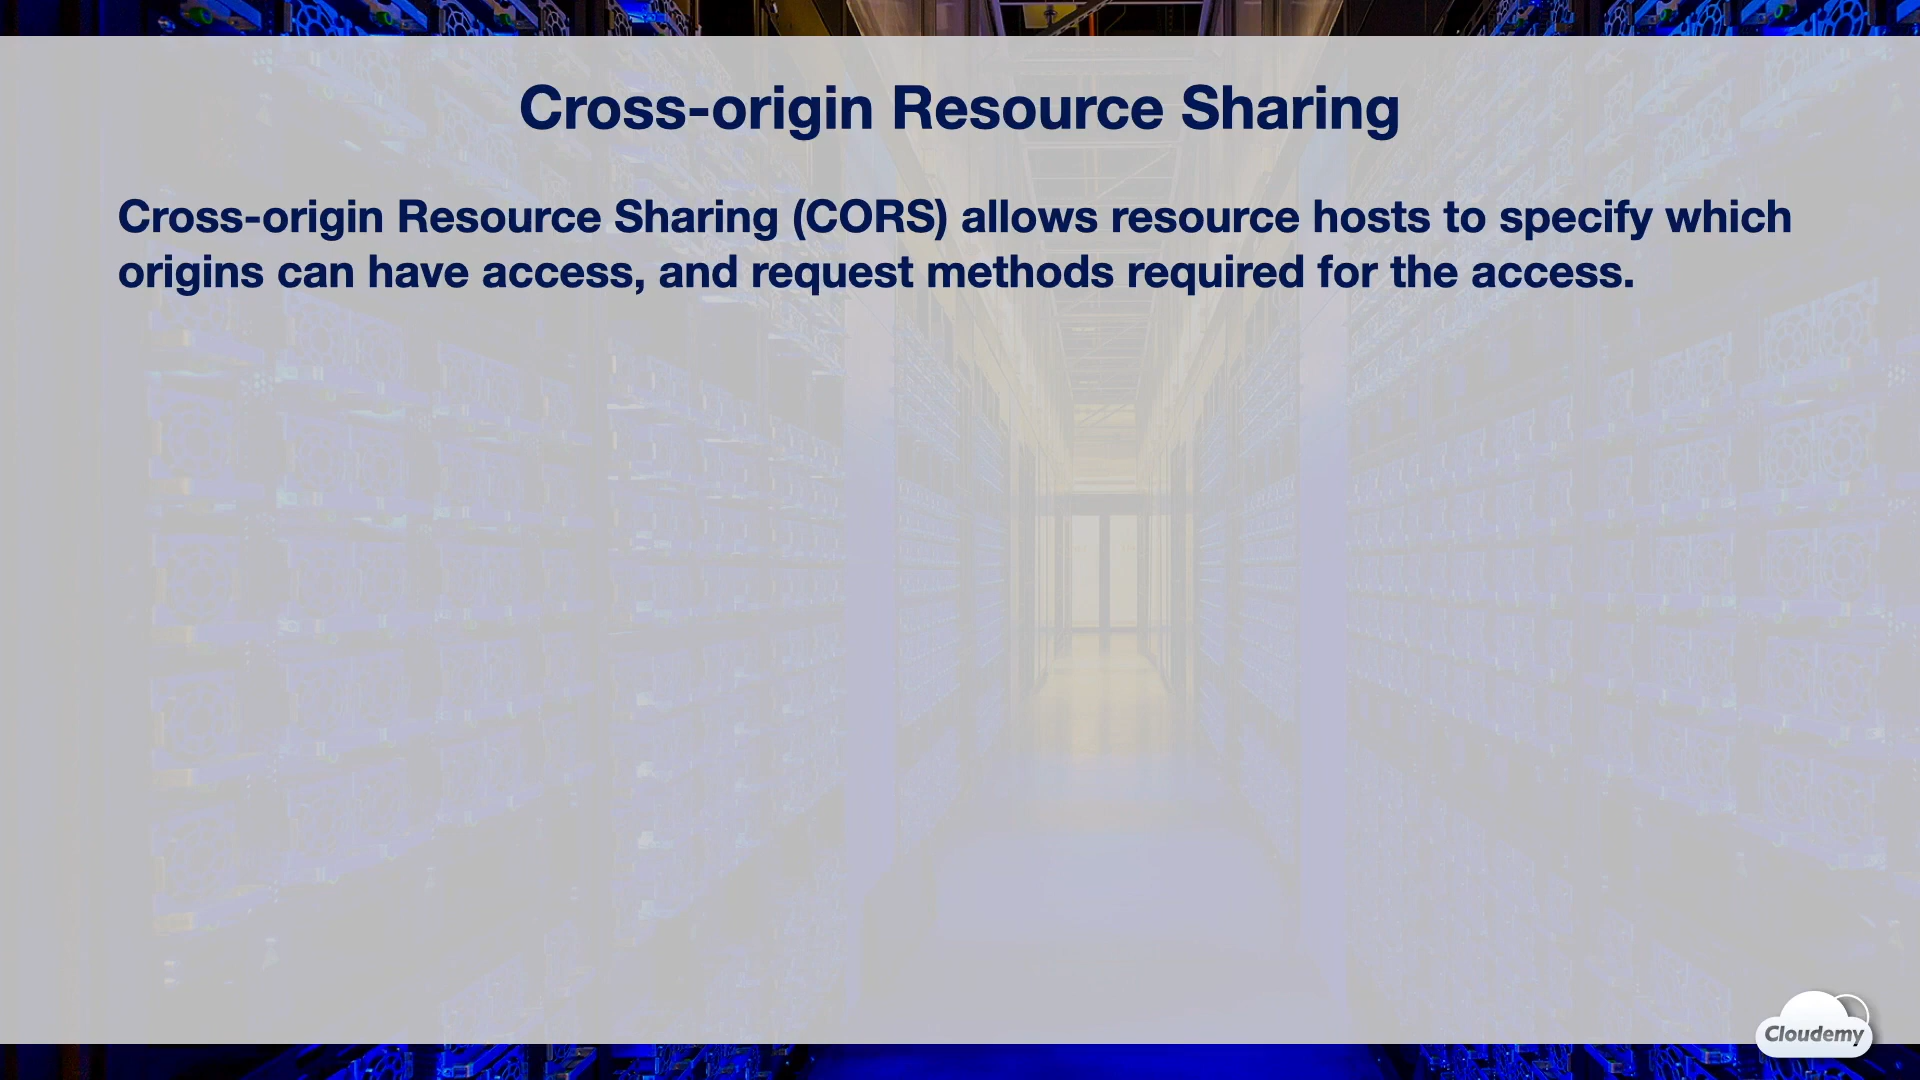 Cross-origin Resource Sharing
Cross-origin Resource Sharing (CORS) allows resource hosts to specify which
origins can have access, and request methods required for the access.
Cloudemy